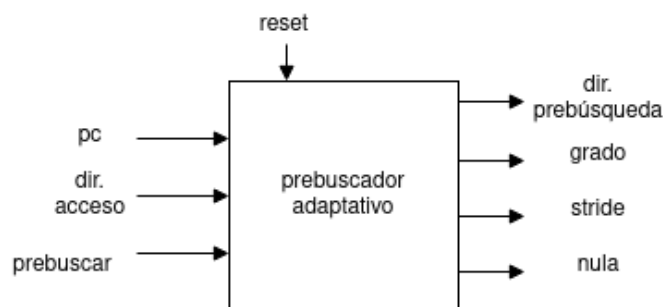 reset
pc
dir.
acceso
prebuscar
prebuscador
adaptativo
dir.
prebúsqueda
grado
stride
nula